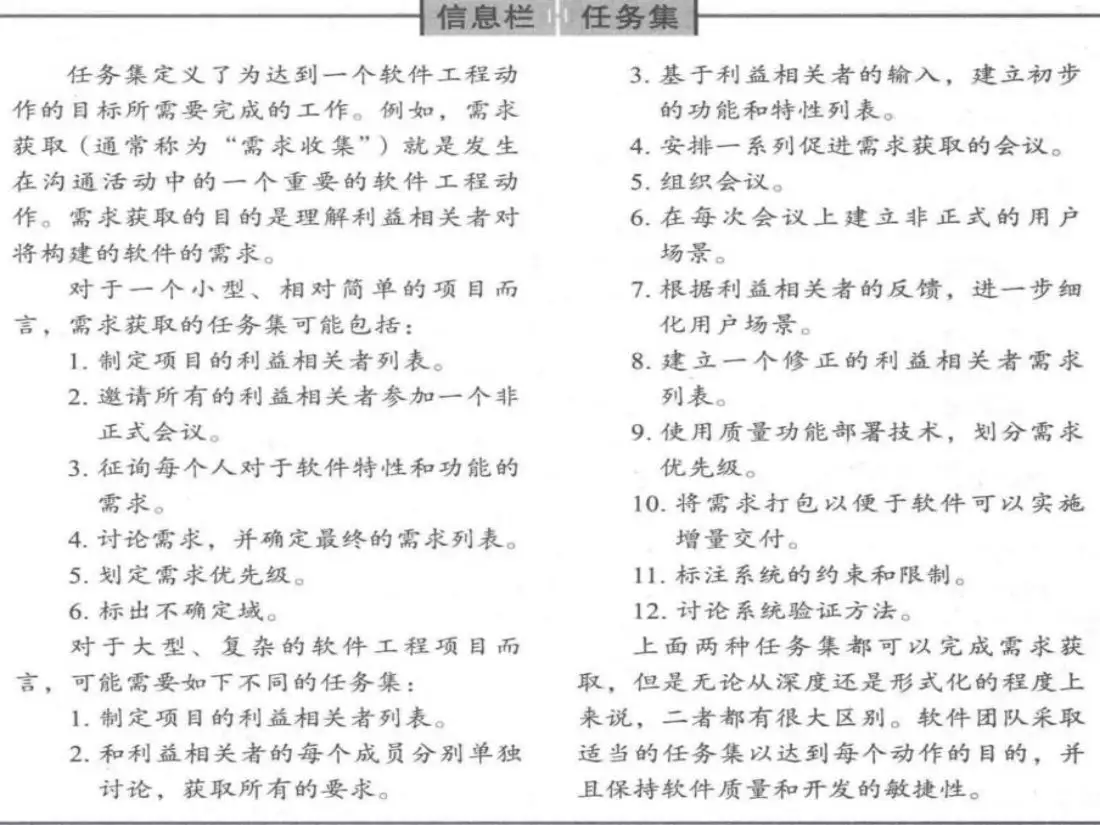 信息栏 任务集
任务集定义了为达到一个软件工程动
作的目标所需要完成的工作。例如，需求
获取（通常称为“需求收集”）就是发生
在沟通活动中的一个重要的软件工程动
作。需求获取的目的是理解利益相关者对
将构建的软件的需求。
对于一个小型、相对简单的项目而
言，需求获取的任务集可能包括：
1. 制定项目的利益相关者列表。
2. 邀请所有的利益相关者参加一个非
正式会议。
3. 征询每个人对于软件特性和功能的
需求。
4. 讨论需求，并确定最终的需求列表。
5. 划定需求优先级。
6. 标出不确定域。
对于大型、复杂的软件工程项目而
言，可能需要如下不同的任务集：
1. 制定项目的利益相关者列表。
2. 和利益相关者的每个成员分别单独
讨论，获取所有的要求。
3. 基于利益相关者的输入，建立初步
的功能和特性列表。
4. 安排一系列促进需求获取的会议。
5. 组织会议。
6. 在每次会议上建立非正式的用户
场景。
7. 根据利益相关者的反馈，进一步细
化用户场景。
8. 建立一个修正的利益相关者需求
列表。
9. 使用质量功能部署技术，划分需求
优先级。
10. 将需求打包以便于软件可以实施
增量交付。
11. 标注系统的约束和限制。
12. 讨论系统验证方法。
上面两种任务集都可以完成需求获
取，但是无论从深度还是形式化的程度上
来说，二者都有很大区别。软件团队采取
适当的任务集以达到每个动作的目的，并
且保持软件质量和开发的敏捷性。